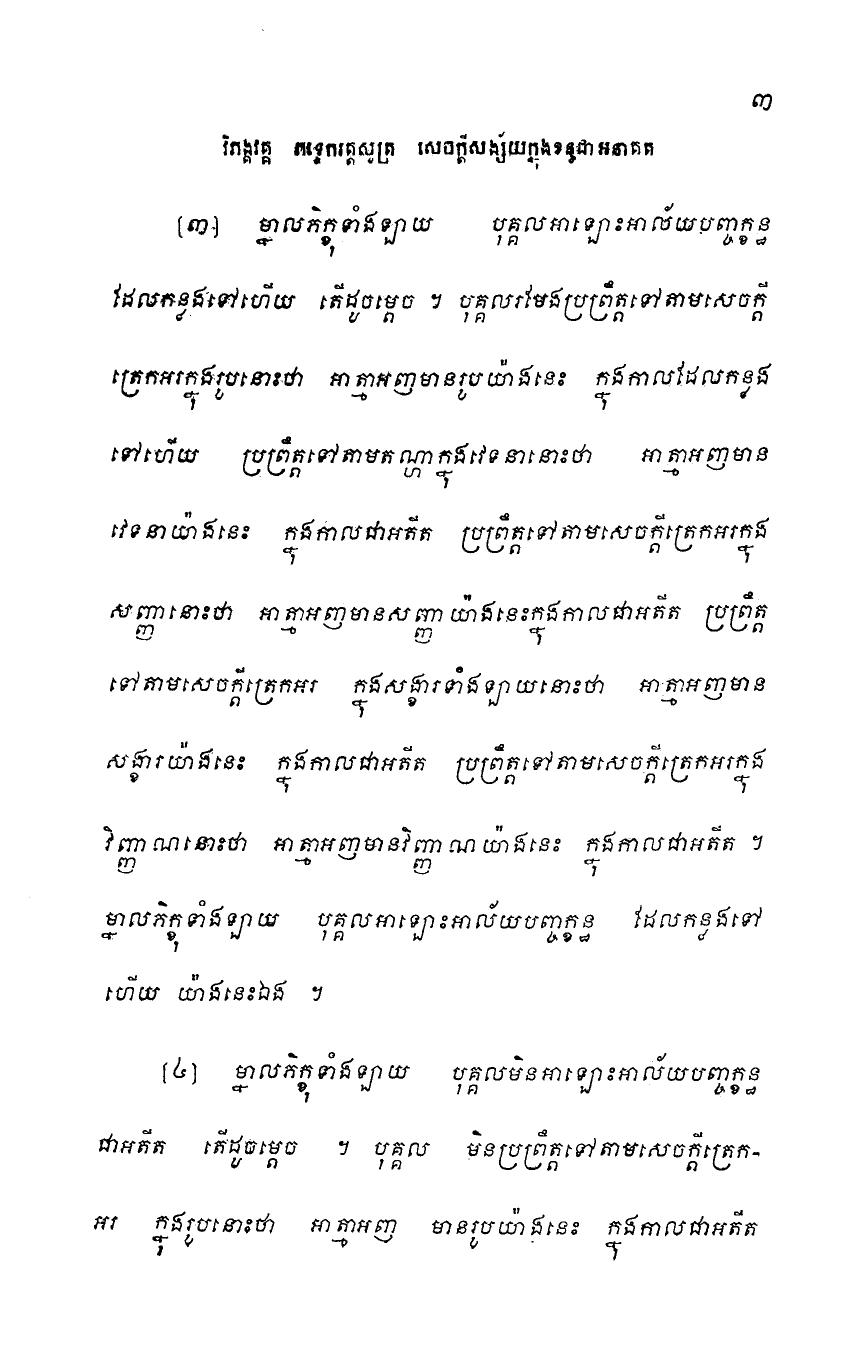 ៣
វិភង្គវគ្គ ភទ្ទេករត្តសូត្រ សេចក្តីសង្ស័យក្នុងខន្ធជាអនាគត
[៣] ម្នាលភិក្ខុទាំងឡាយ បុគ្គលអាឡោះអាល័យបញ្ចក្ខន្ធ
ដែលកន្លងទៅហើយ តើដូចម្តេច ។ បុគ្គលរមែងប្រព្រឹត្តទៅតាមសេចក្តី
ត្រេកអរក្នុងរូបនោះថា អាត្មាអញមានរូបយ៉ាងនេះ ក្នុងកាលដែលកន្លង
ទៅហើយ ប្រព្រឹត្តទៅតាមតណ្ហាក្នុងវេទនានោះថា អាត្មាអញមាន
វេទនាយ៉ាងនេះ ក្នុងកាលជាអតីត ប្រព្រឹត្តទៅតាមសេចក្តីត្រេកអរក្នុង
សញ្ញានោះថា អាត្មាអញមានសញ្ញាយ៉ាងនេះក្នុងកាលជាអតីត ប្រព្រឹត្ត
ទៅតាមសេចក្តីត្រេកអរ ក្នុងសង្ខារទាំងឡាយនោះថា អាត្មាអញមាន
សង្ខារយ៉ាងនេះ ក្នុងកាលជាអតីត ប្រព្រឹត្តទៅតាមសេចក្តីត្រេកអរក្នុង
វិញ្ញាណនោះថា អាត្មាអញមានវិញ្ញាណយ៉ាងនេះ ក្នុងកាលជាអតីត ។
ម្នាលភិក្ខុទាំងឡាយ បុគ្គលអាឡោះអាល័យបញ្ចក្ខន្ធ ដែលកន្លងទៅ
ហើយ យ៉ាងនេះឯង ។
[៤] ម្នាលភិក្ខុទាំងឡាយ បុគ្គលមិនអាឡោះអាល័យបញ្ចក្ខន្ធ
ជាអតីត តើដូចម្តេច ។ បុគ្គល មិនប្រព្រឹត្តទៅតាមសេចក្តីត្រេក-
អរ ក្នុងរូបនោះថា អាត្មាអញ មានរូបយ៉ាងនេះ ក្នុងកាលជាអតីត